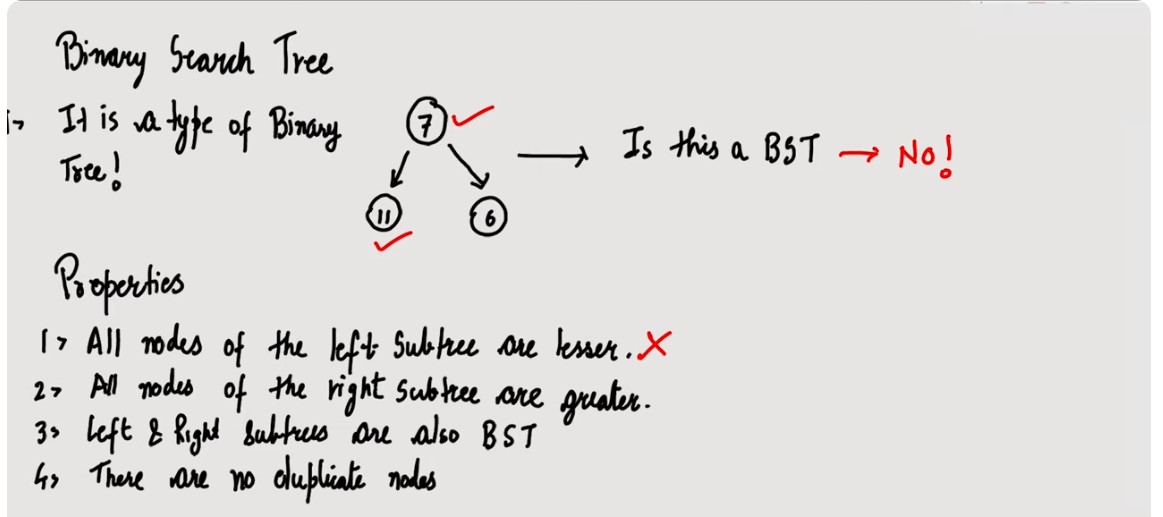 Binary Search Tree
1> It is a type of Binary
Tree!
7
11
6
Is this a BST → No!
Properties
1> All nodes of the left Subtree are lesser. ✗
2> All nodes of the right Subtree are greater.
3> Left & Right Subtrees are also BST
4> There are no duplicate nodes